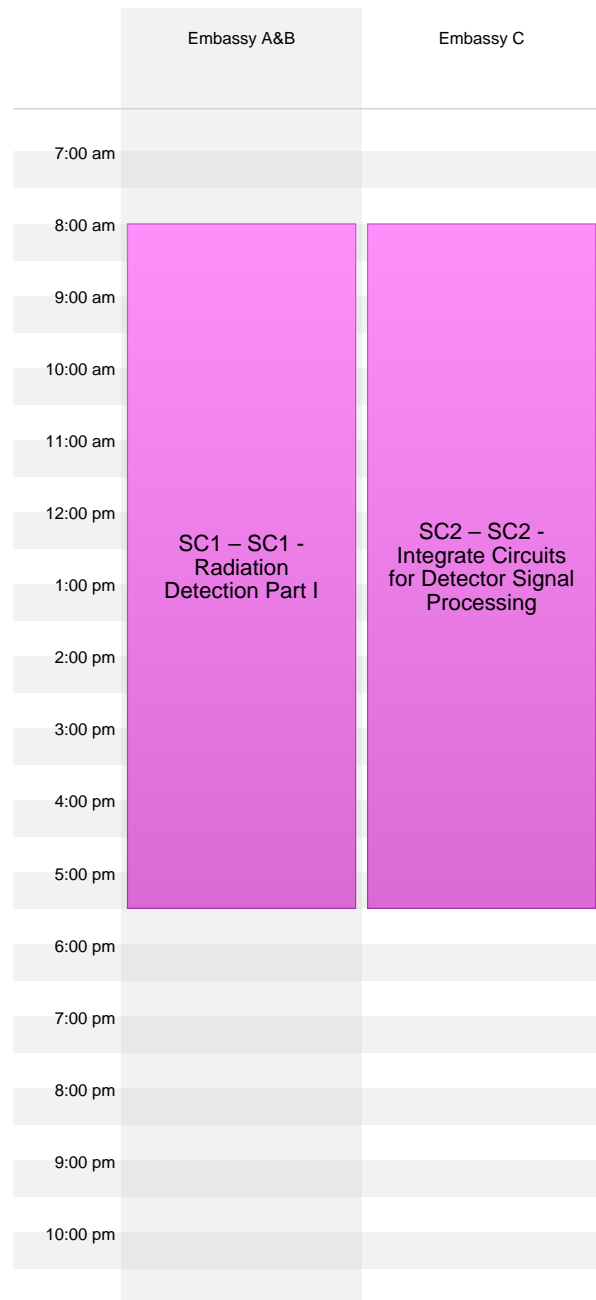 Embassy A&B
Embassy C
7:00 am
8:00 am
9:00 am
10:00 am
11:00 am
12:00 pm
1:00 pm
2:00 pm
3:00 pm
4:00 pm
5:00 pm
6:00 pm
7:00 pm
8:00 pm
9:00 pm
10:00 pm
SC1 – SC1 -
Radiation
Detection Part I
SC2 – SC2 -
Integrate Circuits
for Detector Signal
Processing